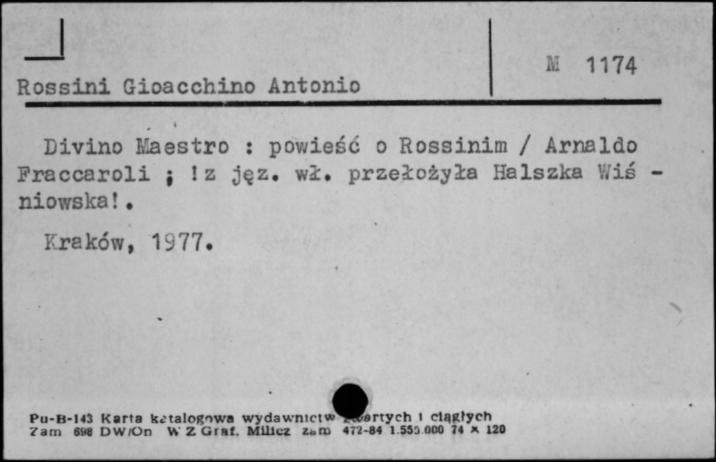 M 1174
Rossini Gioacchino Antonio
Divino Maestro : powieść o Rossinim / Arnaldo
Fraccaroli ; !z jęz. wł. przełożyła Halszka Wiś -
niowska!.
Kraków, 1977.
Pu-B-143 Karta katalogowa wydawnictw zwartych i ciągłych
Zam 698 DW/On W Z Graf. Milicz zam 472-84 1.550.000 74 x 120